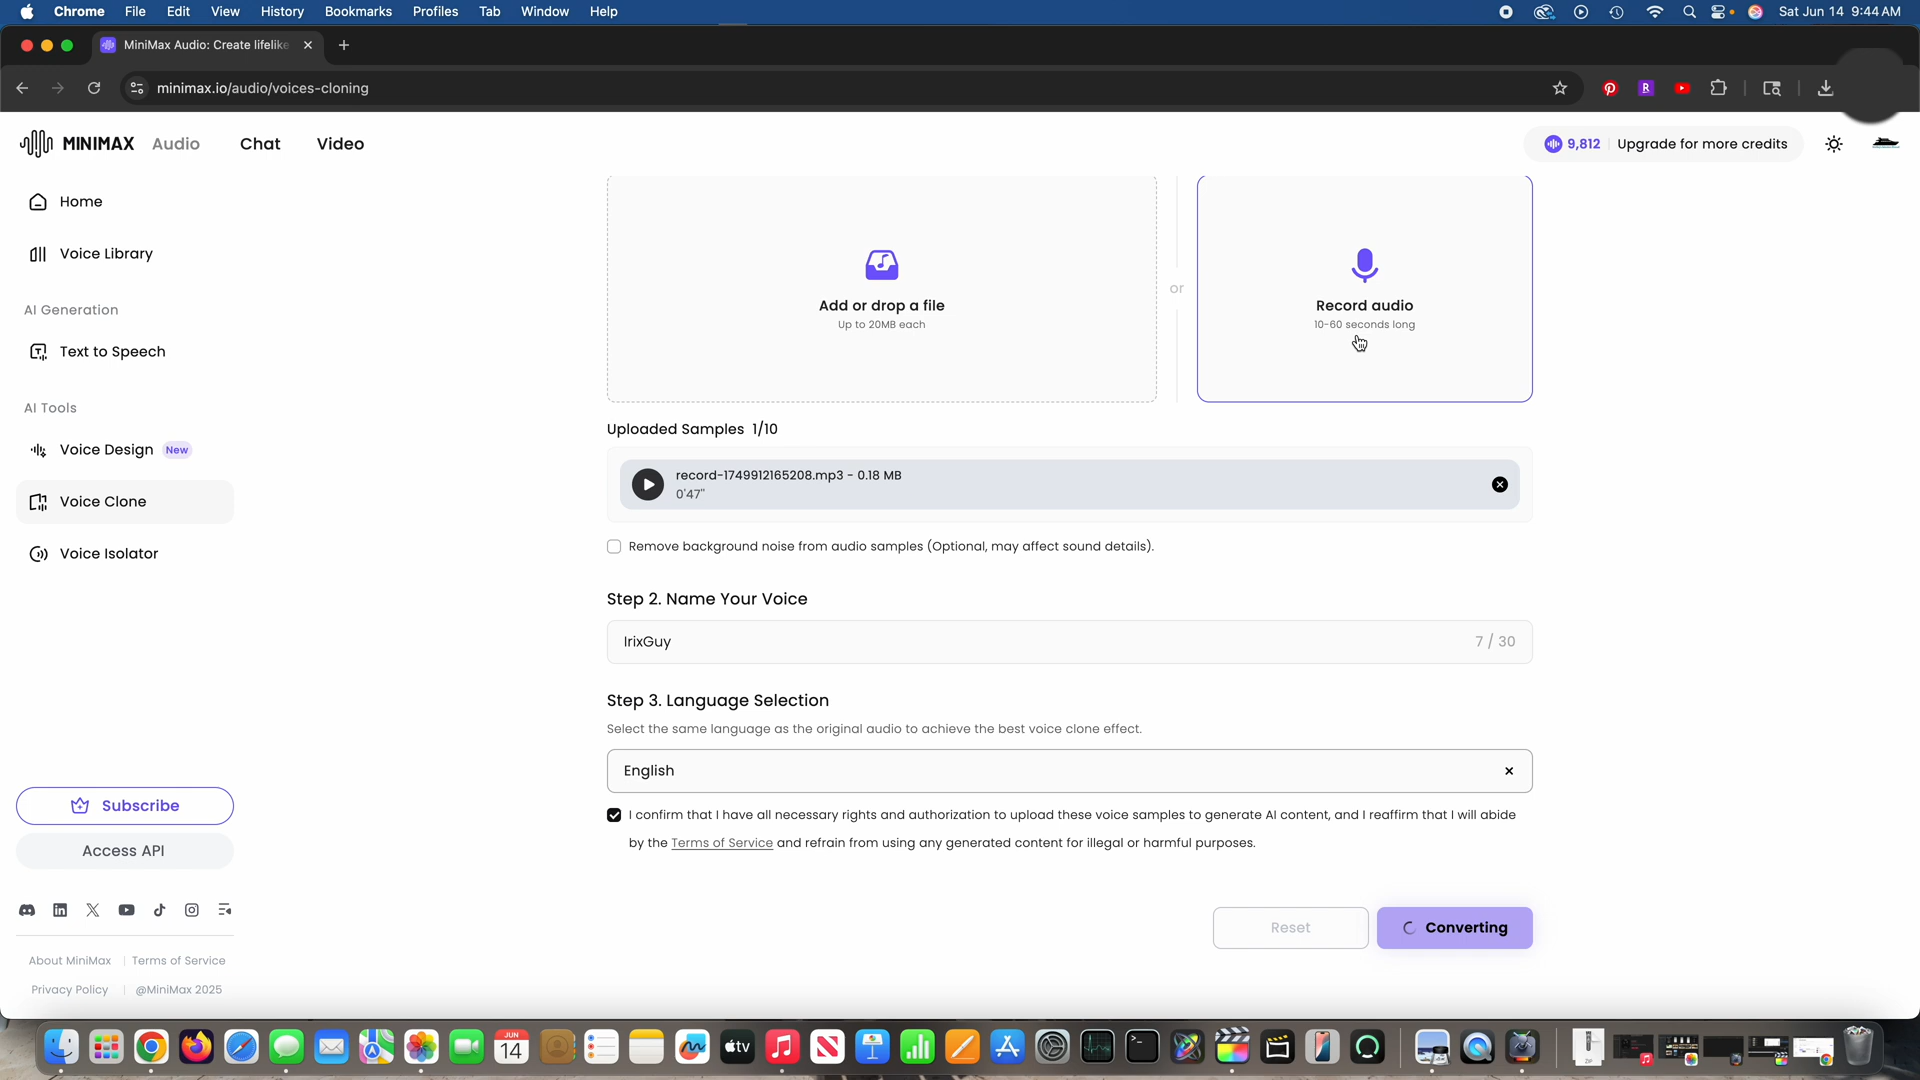 Chrome File Edit View History Bookmarks Profiles Tab Window Help Sat Jun 14 9:44 AM
MiniMax Audio: Create lifelike
minimax.io/audio/voices-cloning
MINIMAX Audio Chat Video 9,812 Upgrade for more credits
Home
Voice Library
AI Generation
Text to Speech
AI Tools
Voice Design New
Voice Clone
Voice Isolator
Subscribe
Access API
About MiniMax Terms of Service
Privacy Policy @MiniMax 2025
Add or drop a file
Up to 20MB each
or
Record audio
10-60 seconds long
Uploaded Samples 1/10
record-1749912165208.mp3 - 0.18 MB
0'47"
Remove background noise from audio samples (Optional, may affect sound details).
Step 2. Name Your Voice
IrixGuy 7 / 30
Step 3. Language Selection
Select the same language as the original audio to achieve the best voice clone effect.
English
I confirm that I have all necessary rights and authorization to upload these voice samples to generate AI content, and I reaffirm that I will abide
by the Terms of Service and refrain from using any generated content for illegal or harmful purposes.
Reset Converting
JUN
14
tv
ZIP